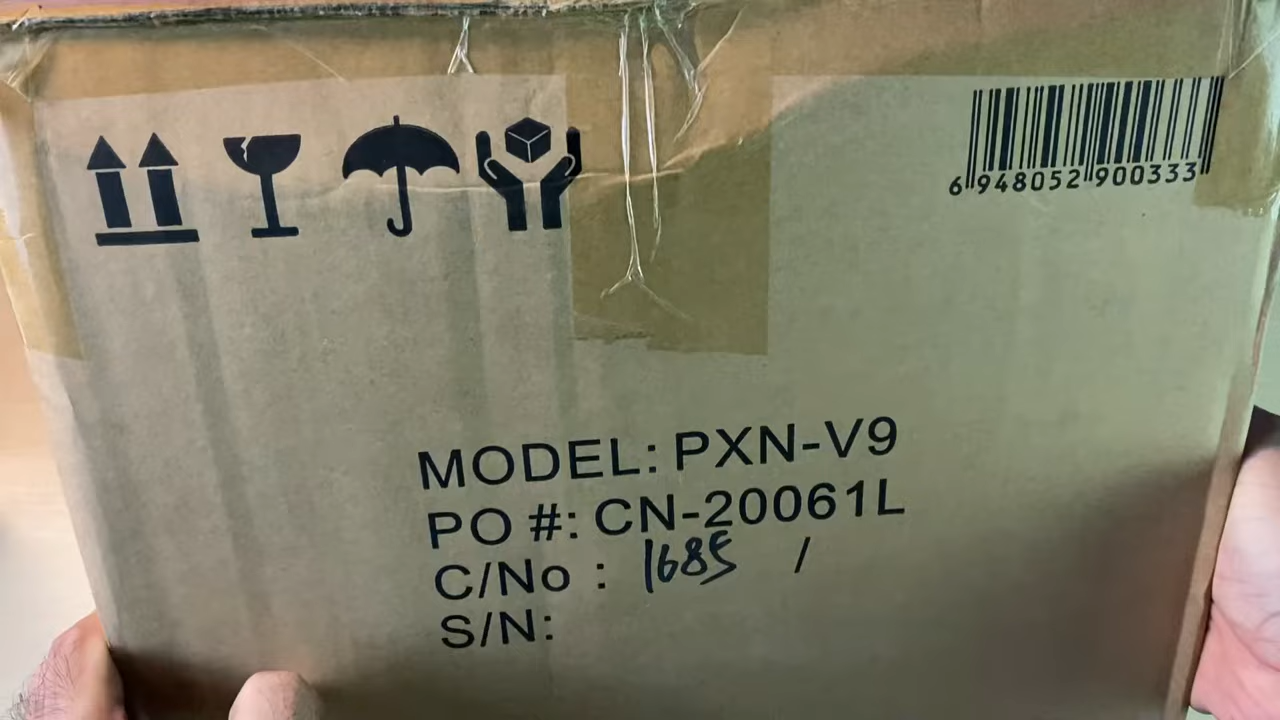 6 948052 900333
MODEL: PXN-V9
PO #: CN-20061L
C/No : 1685 /
S/N: